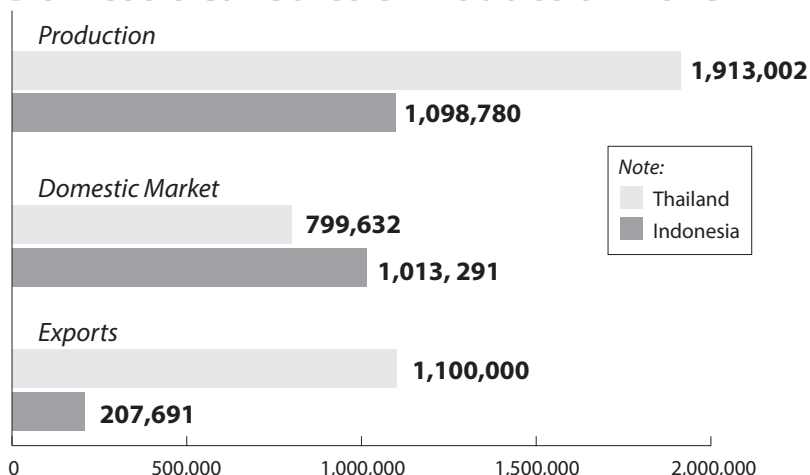 Production
1,913,002
1,098,780
Domestic Market
799,632
1,013, 291
Note:
Thailand
Indonesia
Exports
1,100,000
207,691
0 500,000 1,000,000 1,500,000 2,000,000